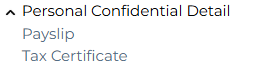 Personal Confidential Detail
Payslip
Tax Certificate